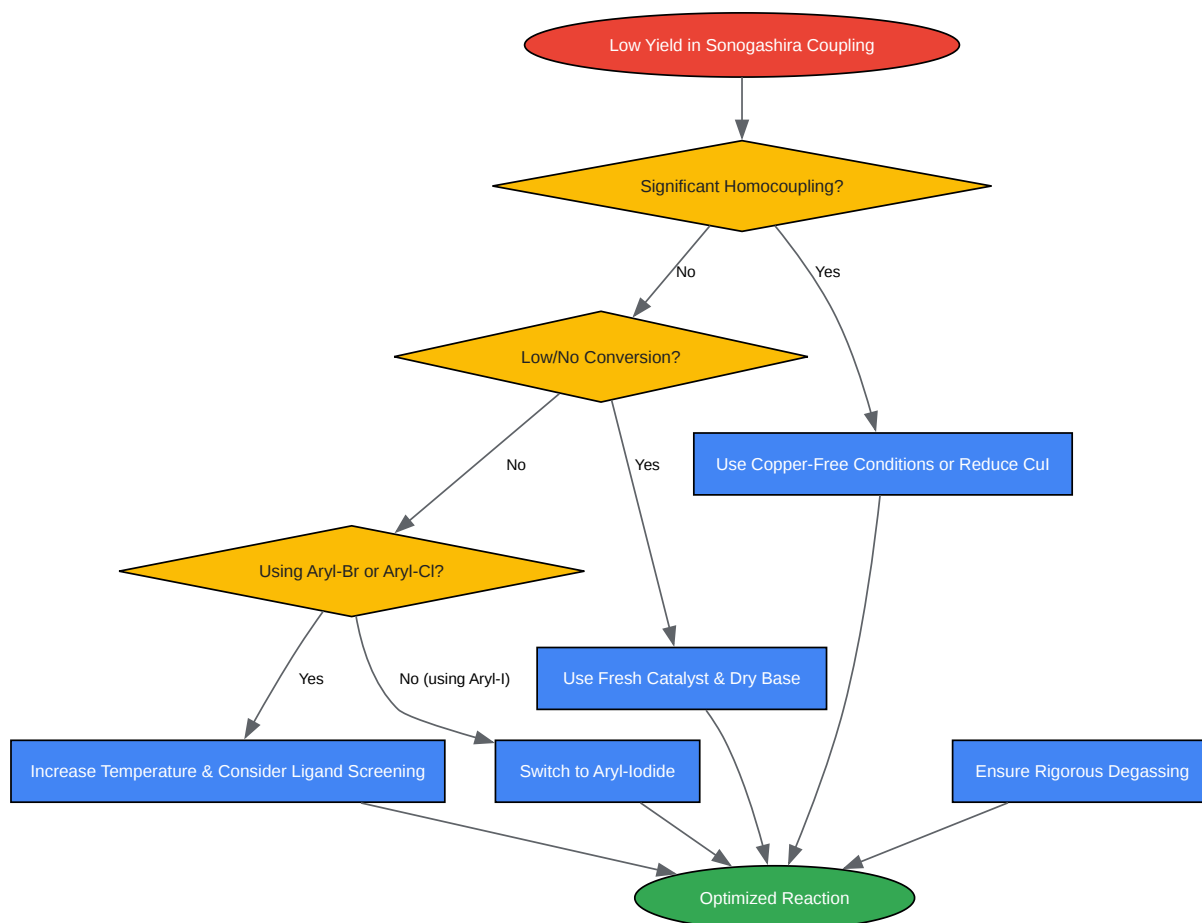 Low Yield in Sonogashira Coupling
Significant Homocoupling?
No
Yes
Low/No Conversion?
No
Yes
Use Copper-Free Conditions or Reduce CuI
Using Aryl-Br or Aryl-Cl?
Yes
No (using Aryl-I)
Use Fresh Catalyst & Dry Base
Increase Temperature & Consider Ligand Screening
Switch to Aryl-Iodide
Ensure Rigorous Degassing
Optimized Reaction